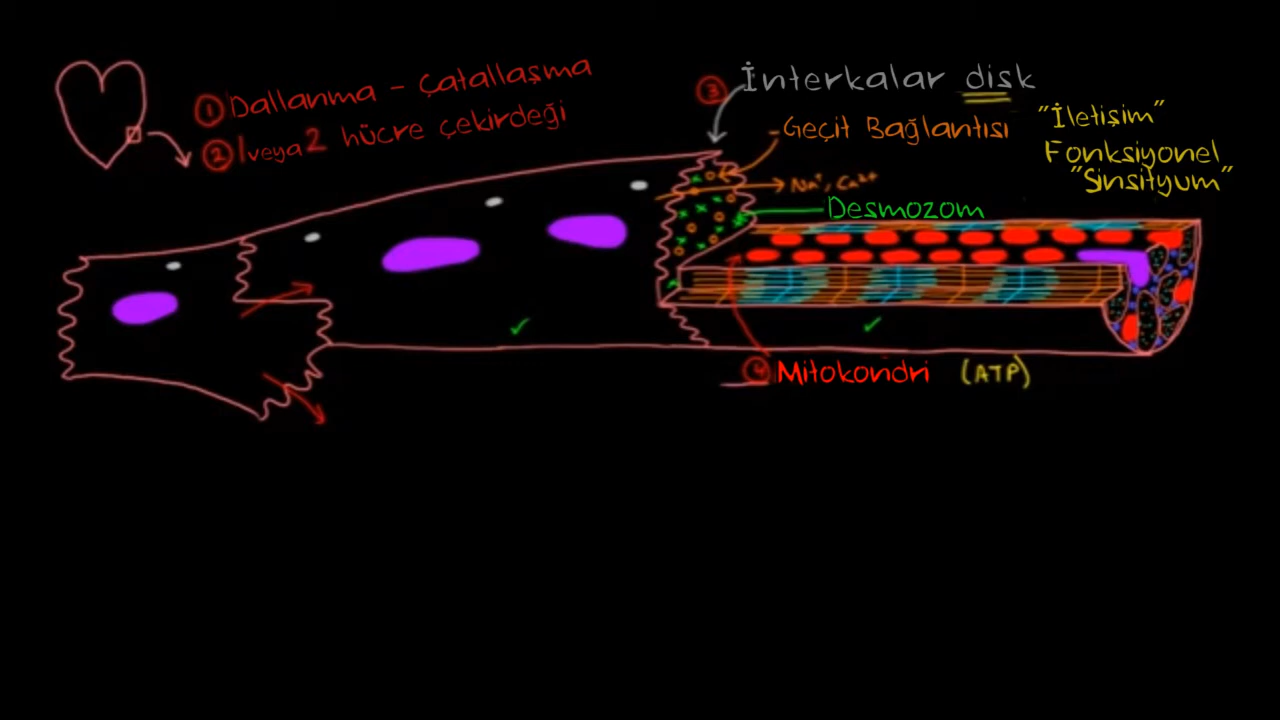 ① Dallanma - Çatallaşma
② 1 veya 2 hücre çekirdeği
③ İnterkalar disk
Geçit Bağlantısı
"İletişim"
Fonksiyonel
"Sinsityum"
Na⁺, Ca²⁺
Desmozom
④ Mitokondri (ATP)